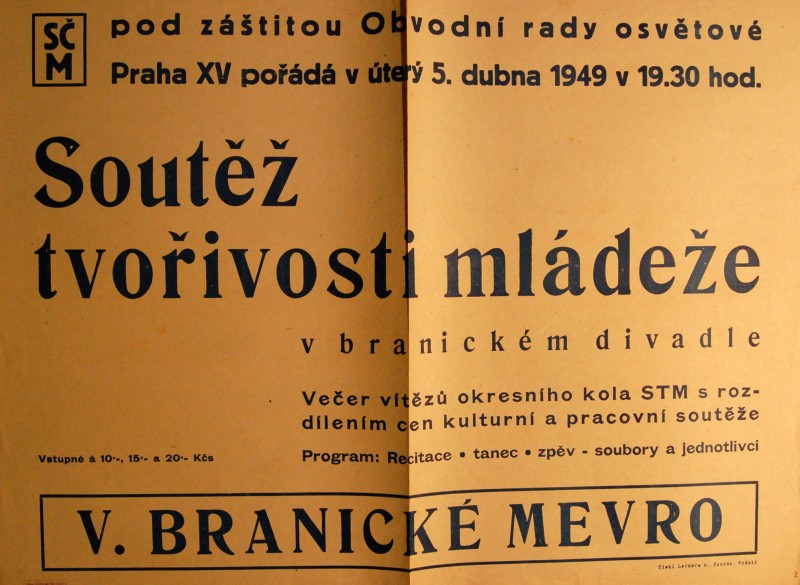 SČM
pod záštitou Obvodní rady osvětové
Praha XV pořádá v úterý 5. dubna 1949 v 19.30 hod.
Soutěž
tvořivosti mládeže
v branickém divadle
Večer vítězů okresního kola STM s roz-
dílením cen kulturní a pracovní soutěže
Program: Recitace • tanec • zpěv - soubory a jednotlivci
Vstupné á 10·-, 15·- a 20·- Kčs
V. BRANICKÉ MEVRO
Tiskl